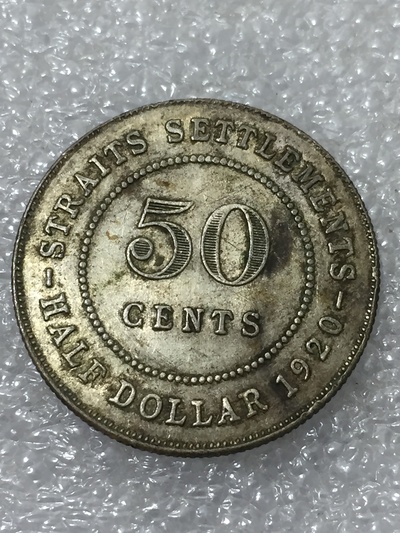 STRAITS SETTLEMENTS
50
CENTS
–HALF DOLLAR 1920–